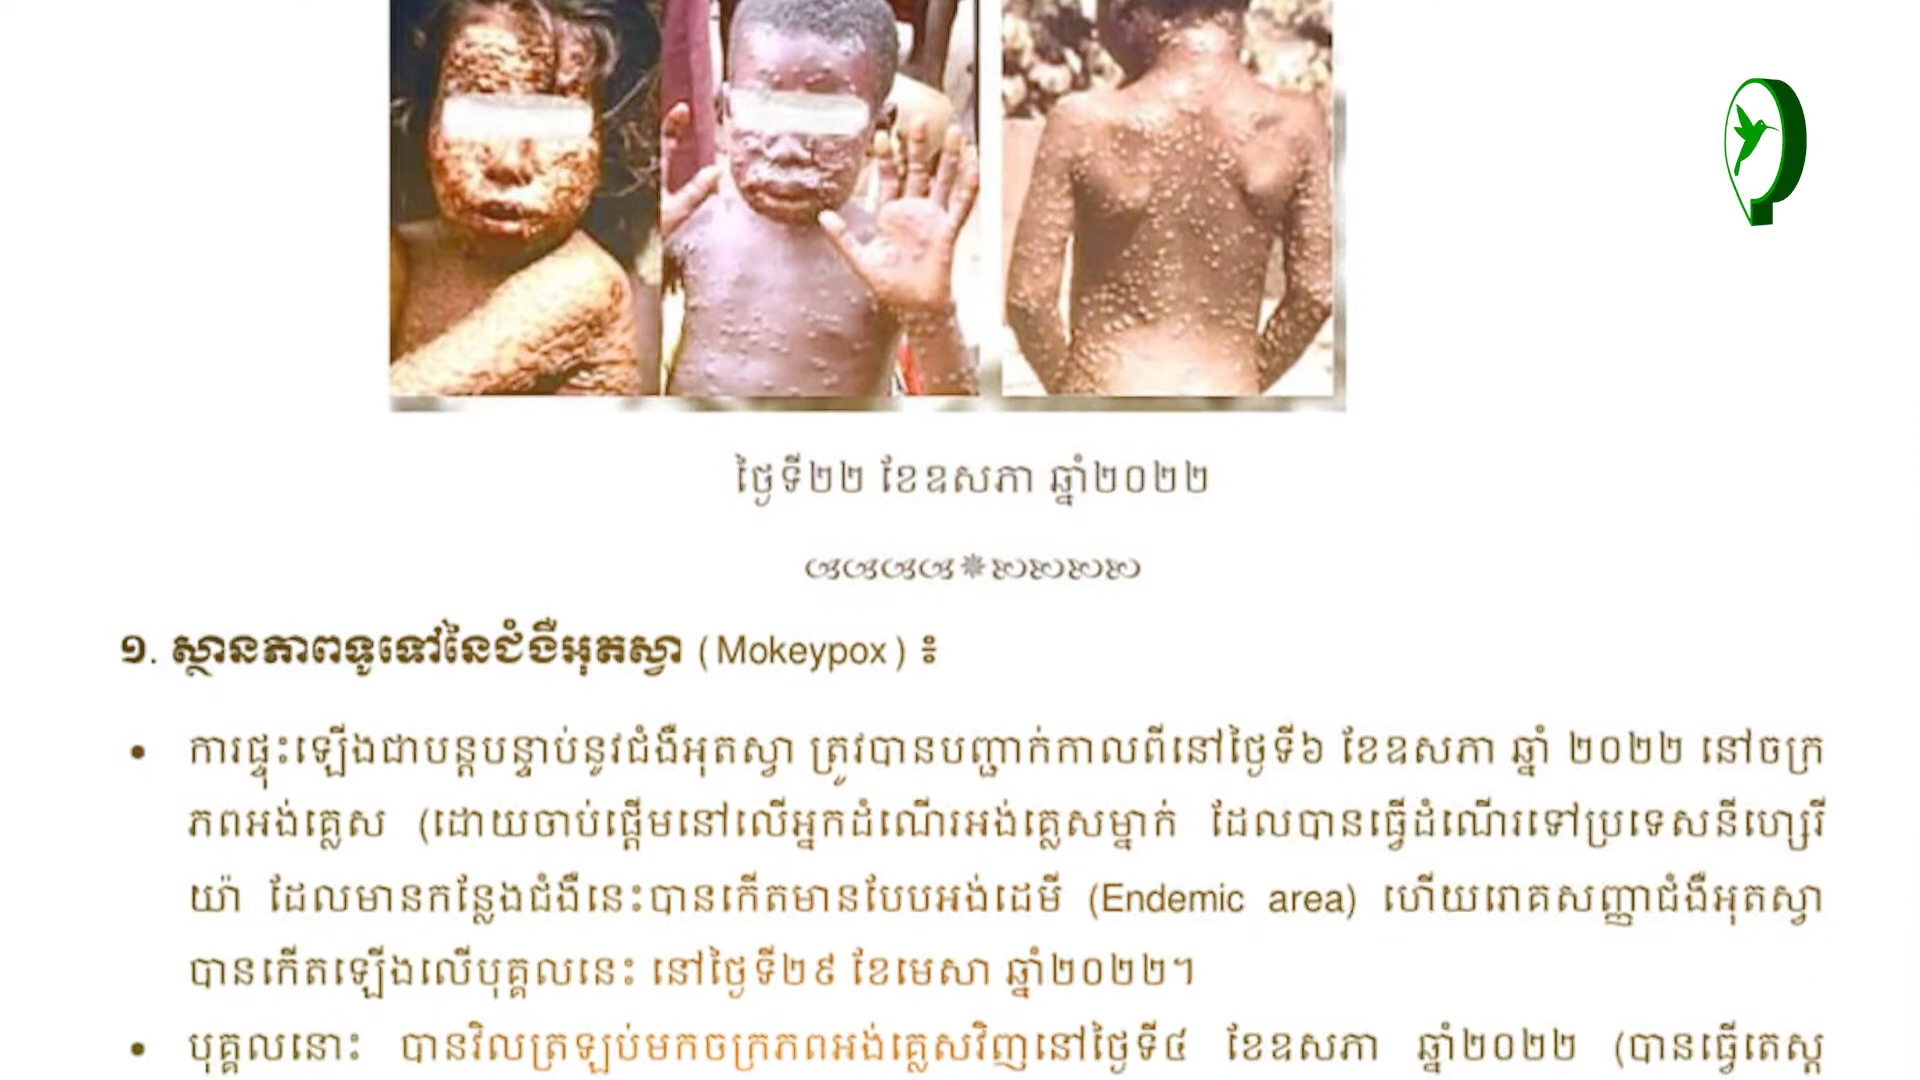 ថ្ងៃទី២២ ខែឧសភា ឆ្នាំ២០២២
១. ស្ថានភាពទូទៅនៃជំងឺអុតស្វា (Mokeypox) ៖
• ការផ្ទុះឡើងជាបន្តបន្ទាប់នូវជំងឺអុតស្វា ត្រូវបានបញ្ជាក់កាលពីនៅថ្ងៃទី៦ ខែឧសភា ឆ្នាំ ២០២២ នៅចក្រ
ភពអង់គ្លេស (ដោយចាប់ផ្តើមនៅលើអ្នកដំណើរអង់គ្លេសម្នាក់ ដែលបានធ្វើដំណើរទៅប្រទេសនីហ្សេរី
យ៉ា ដែលមានកន្លែងជំងឺនេះបានកើតមានបែបអង់ដេមី (Endemic area) ហើយរោគសញ្ញាជំងឺអុតស្វា
បានកើតឡើងលើបុគ្គលនេះ នៅថ្ងៃទី២៩ ខែមេសា ឆ្នាំ២០២២។
• បុគ្គលនោះ បានវិលត្រឡប់មកចក្រភពអង់គ្លេសវិញនៅថ្ងៃទី៤ ខែឧសភា ឆ្នាំ២០២២ (បានធ្វើតេស្ត